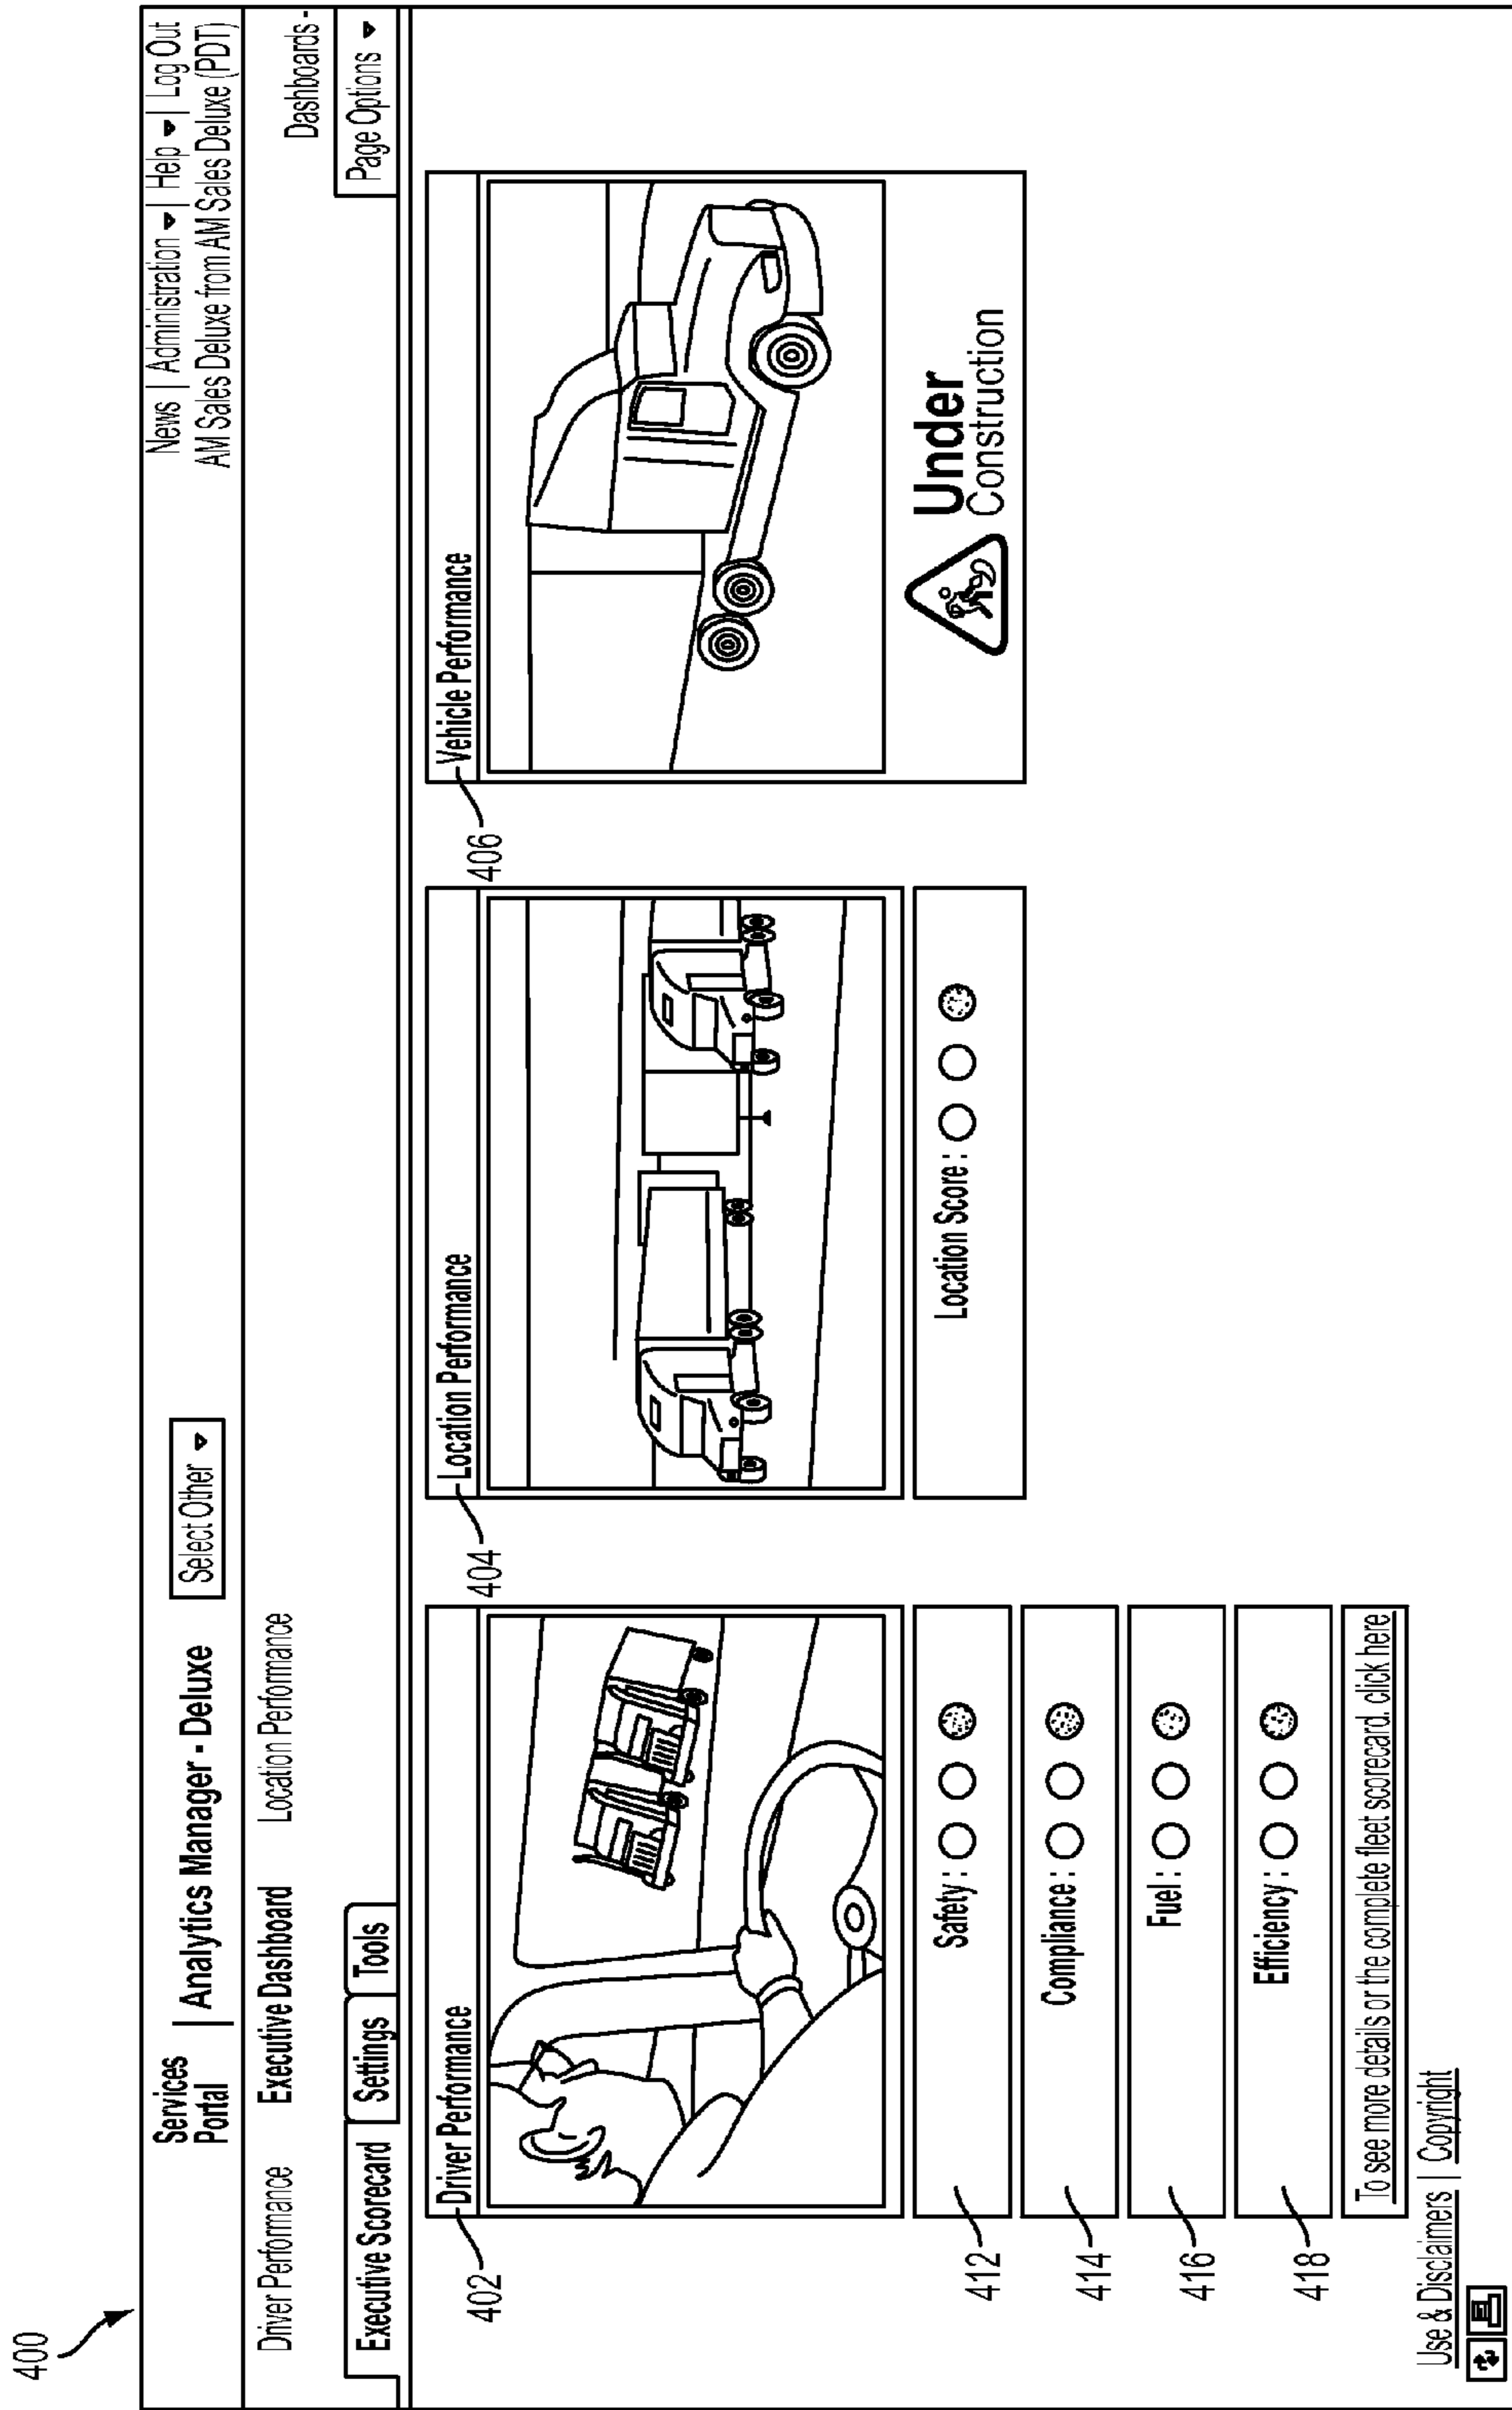 400
Services
Portal
| Analytics Manager - Deluxe
Select Other
News | Administration | Help | Log Out
AM Sales Deluxe from AM Sales Deluxe (PDT)
Driver Performance Executive Dashboard Location Performance
Dashboards -
Executive Scorecard Settings Tools
Page Options
402
Driver Performance
412
Safety :
414
Compliance :
416
Fuel :
418
Efficiency :
To see more details or the complete fleet scorecard, click here
404
Location Performance
Location Score :
406
Vehicle Performance
Under
Construction
Use & Disclaimers | Copyright